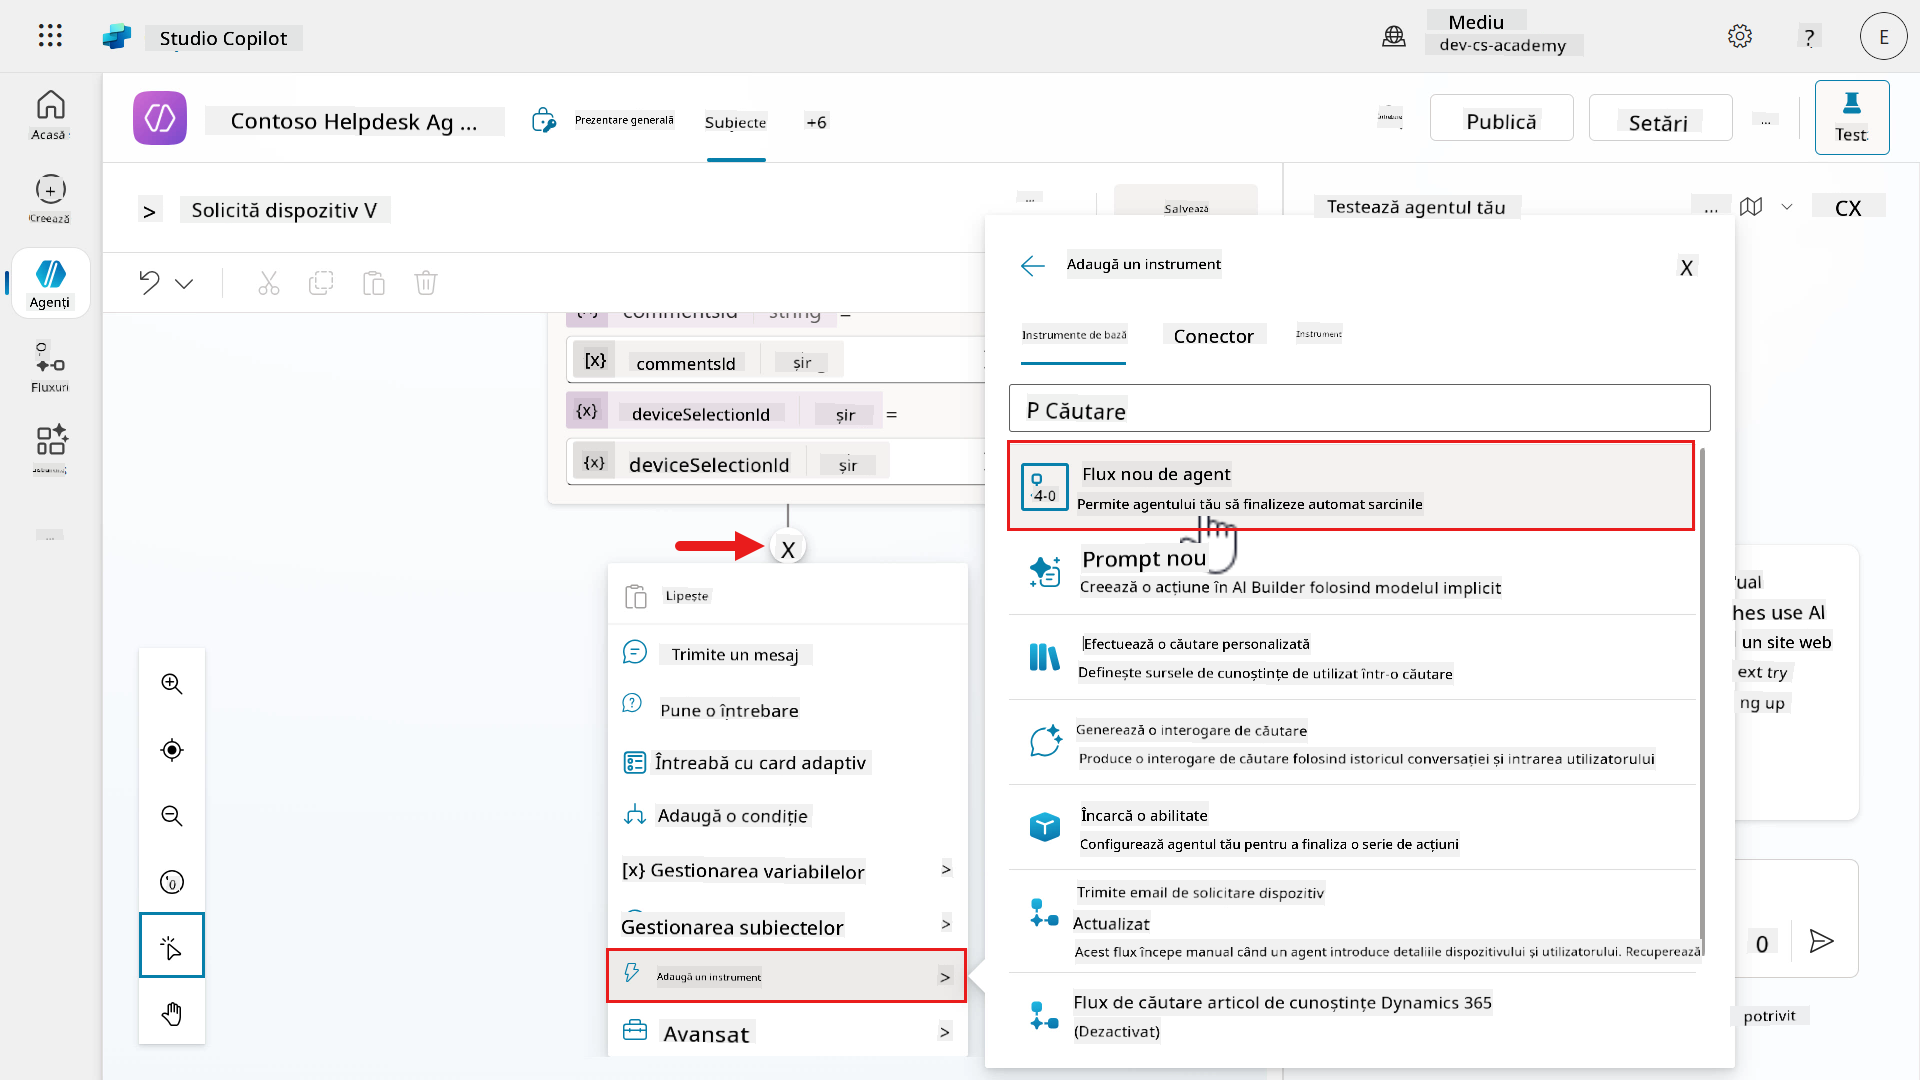 Studio Copilot
Mediu
dev-cs-academy
?
E
Acasă
Creează
Agenți
Fluxuri
...
Contoso Helpdesk Ag ...
Prezentare generală
Subiecte
+6
Publică
Setări
...
Test
>
Solicită dispozitiv V
...
Salvează
Testează agentul tău
...
CX
commentsId
string
=
[x]
commentsId
șir
{x}
deviceSelectionId
șir
=
{x}
deviceSelectionId
șir
X
Lipește
Trimite un mesaj
Pune o întrebare
Întreabă cu card adaptiv
Adaugă o condiție
[x] Gestionarea variabilelor
>
Gestionarea subiectelor
>
Adaugă un instrument
>
Avansat
>
Adaugă un instrument
X
Instrumente de bază
Conector
Instrument
P Căutare
4-0
Flux nou de agent
Permite agentului tău să finalizeze automat sarcinile
Prompt nou
Creează o acțiune în AI Builder folosind modelul implicit
Efectuează o căutare personalizată
Definește sursele de cunoștințe de utilizat într-o căutare
Generează o interogare de căutare
Produce o interogare de căutare folosind istoricul conversației și intrarea utilizatorului
Încarcă o abilitate
Configurează agentul tău pentru a finaliza o serie de acțiuni
Trimite email de solicitare dispozitiv
Actualizat
Acest flux începe manual când un agent introduce detaliile dispozitivului și utilizatorului. Recuperează
Flux de căutare articol de cunoștințe Dynamics 365
(Dezactivat)
ual
hes use AI
un site web
ext try
ng up
0
potrivit